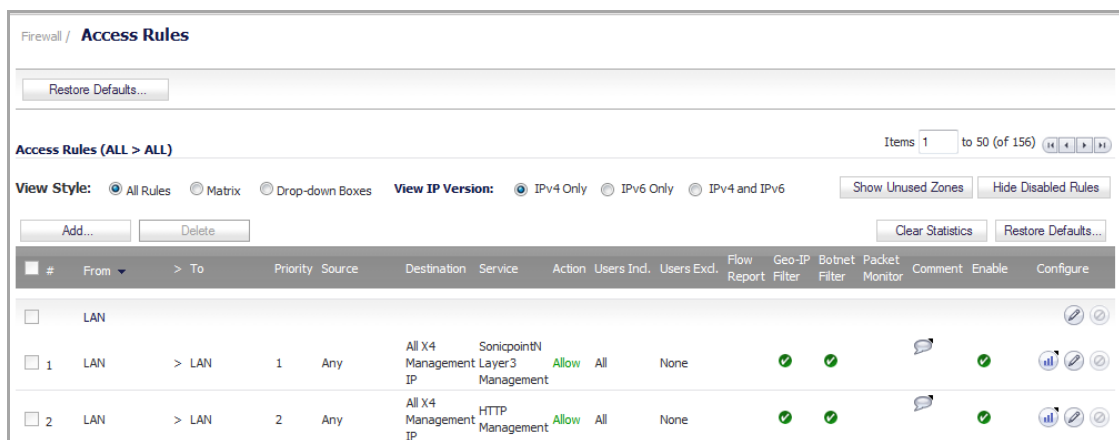 Firewall / Access Rules
Restore Defaults...
Access Rules (ALL > ALL)
Items 1 to 50 (of 156)
View Style: All Rules Matrix Drop-down Boxes View IP Version: IPv4 Only IPv6 Only IPv4 and IPv6 Show Unused Zones Hide Disabled Rules
Add... Delete Clear Statistics Restore Defaults...
# From > To Priority Source Destination Service Action Users Incl. Users Excl. Flow Report Geo-IP Filter Botnet Filter Packet Monitor Comment Enable Configure
LAN
1 LAN > LAN 1 Any All X4 Management IP SonicpointN Layer3 Management Allow All None
2 LAN > LAN 2 Any All X4 Management IP HTTP Management Allow All None